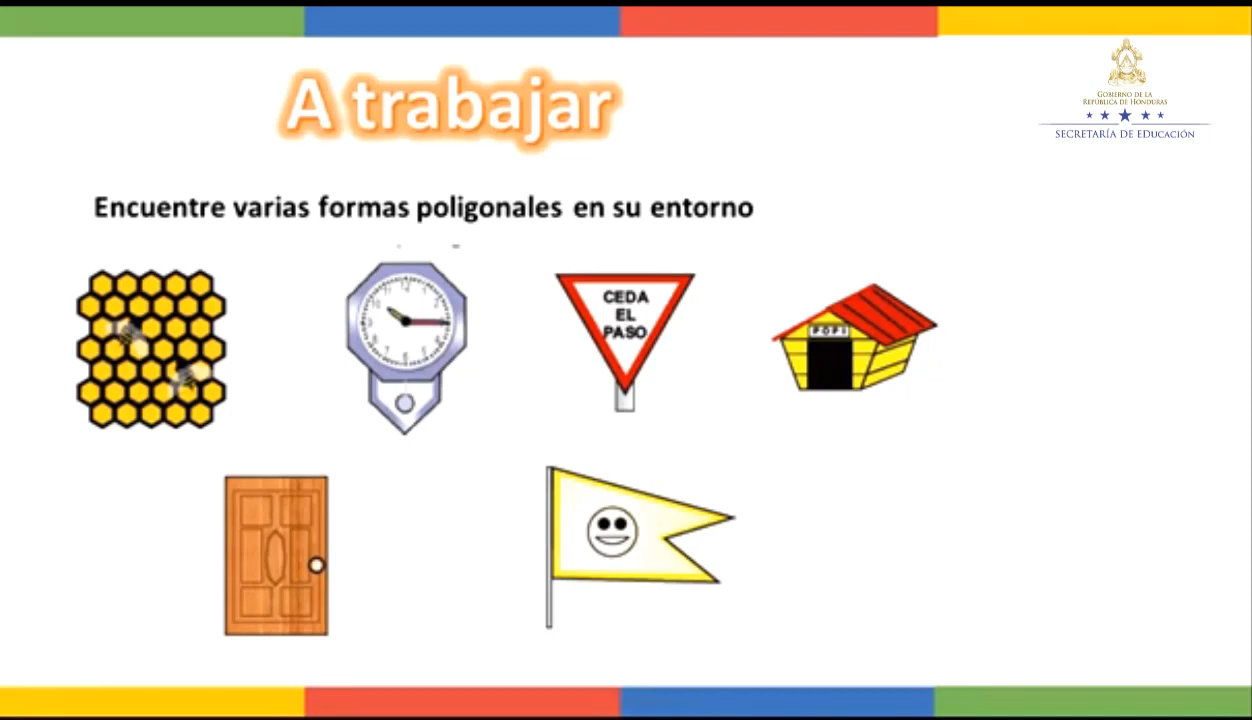 A trabajar
GOBIERNO DE LA
REPÚBLICA DE HONDURAS
SECRETARÍA DE EDUCACIÓN
Encuentre varias formas poligonales en su entorno
CEDA
EL
PASO
POPI